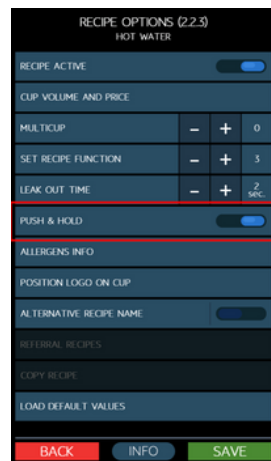 RECIPE OPTIONS (2.2.3)
HOT WATER
RECIPE ACTIVE
CUP VOLUME AND PRICE
MULTICUP - + 0
SET RECIPE FUNCTION - + 3
LEAK OUT TIME - + 2 sec.
PUSH & HOLD
ALLERGENS INFO
POSITION LOGO ON CUP
ALTERNATIVE RECIPE NAME
REFERRAL RECIPES
COPY RECIPE
LOAD DEFAULT VALUES
BACK INFO SAVE